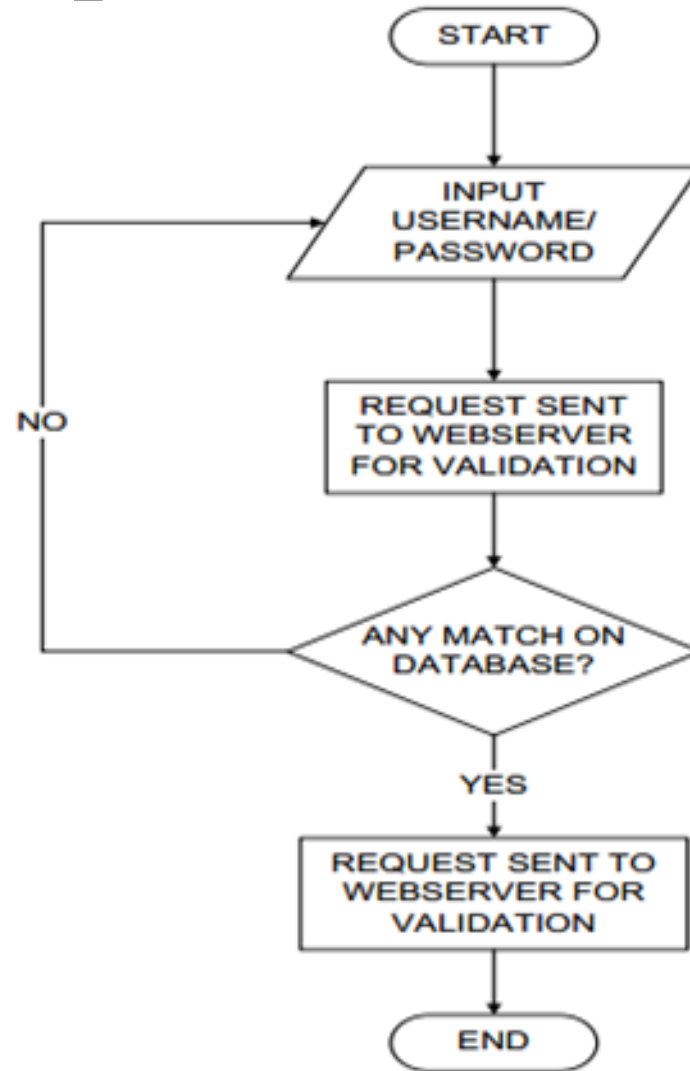 START
INPUT
USERNAME/
PASSWORD
REQUEST SENT
TO WEBSERVER
FOR VALIDATION
NO
ANY MATCH ON
DATABASE?
YES
REQUEST SENT TO
WEBSERVER FOR
VALIDATION
END